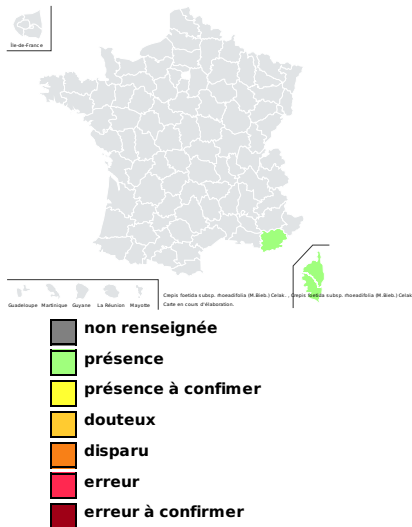 Île-de-France
Guadeloupe Martinique Guyane La Réunion Mayotte
Crepis foetida subsp. rhoeadifolia (M.Bieb.) Celak. , Crepis foetida subsp. rhoeadifolia (M.Bieb.) Celak
Carte en cours d'élaboration.
non renseignée
présence
présence à confimer
douteux
disparu
erreur
erreur à confirmer